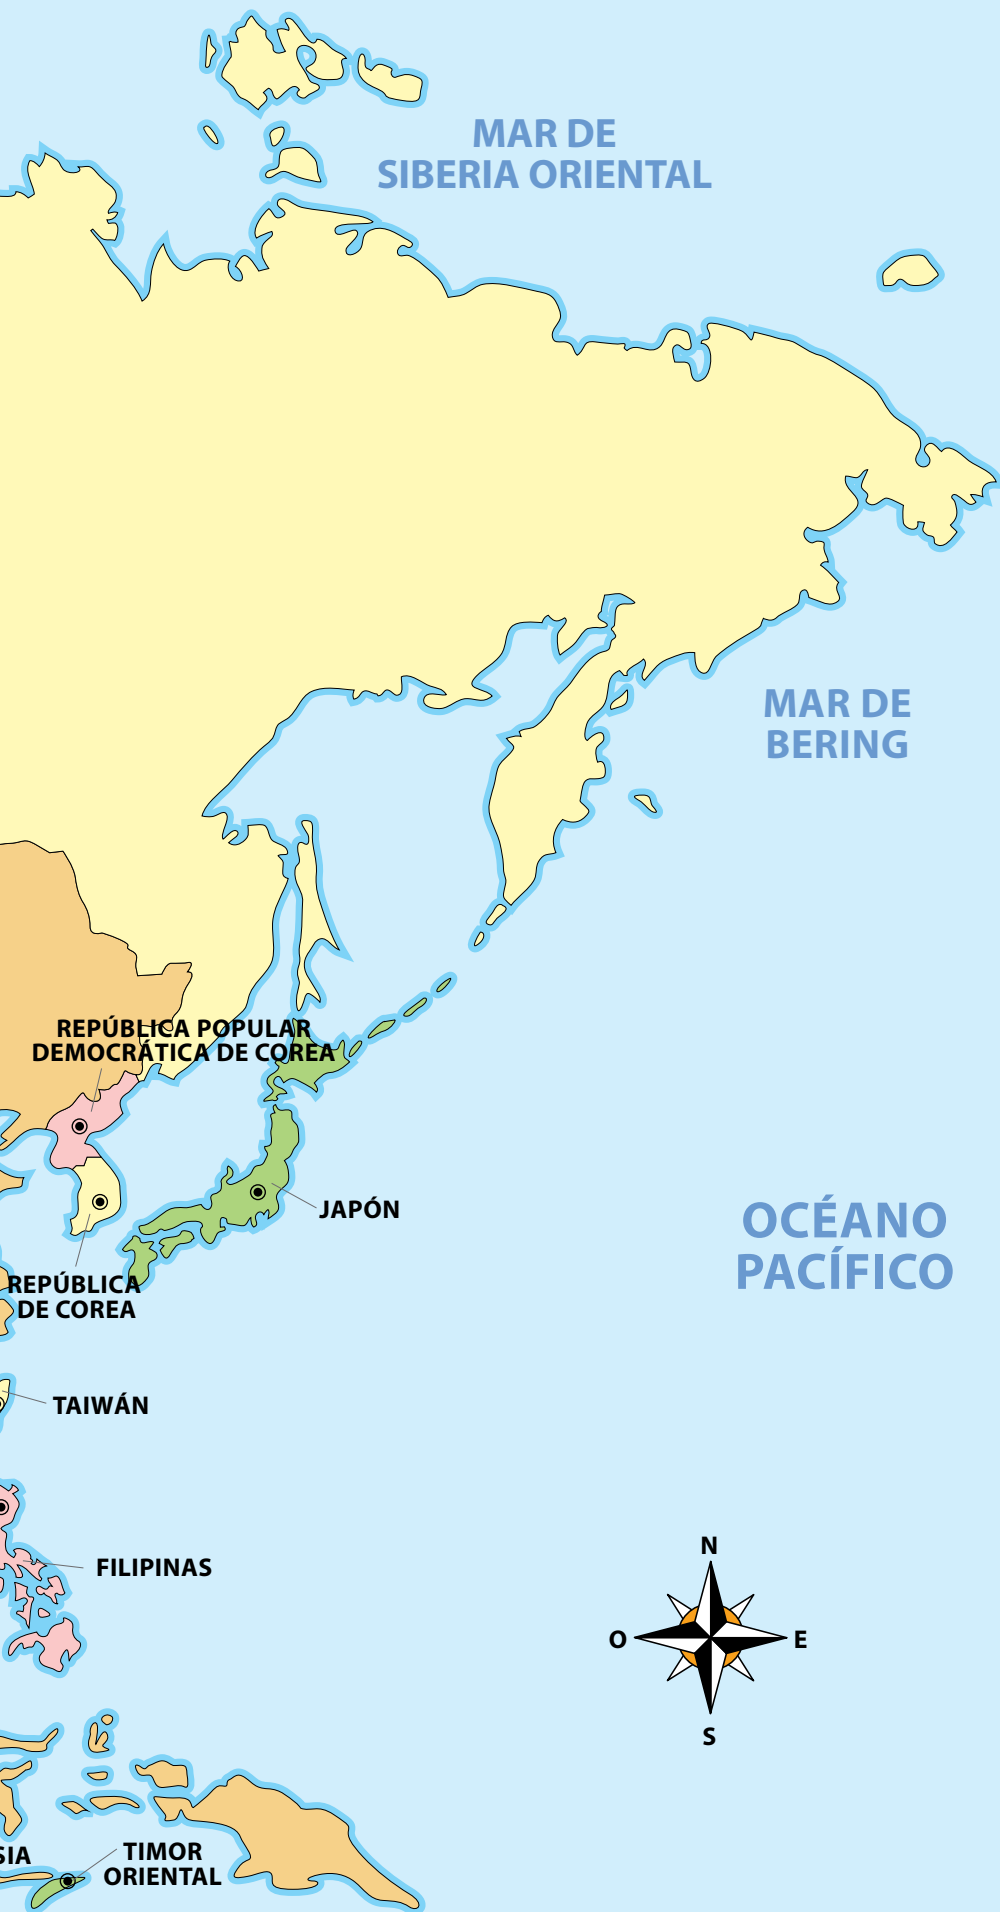 MAR DE
SIBERIA ORIENTAL
MAR DE
BERING
REPÚBLICA POPULAR
DEMOCRÁTICA DE COREA
JAPÓN
OCÉANO
PACÍFICO
REPÚBLICA
DE COREA
TAIWÁN
N
FILIPINAS
O
E
S
SIA
TIMOR
ORIENTAL